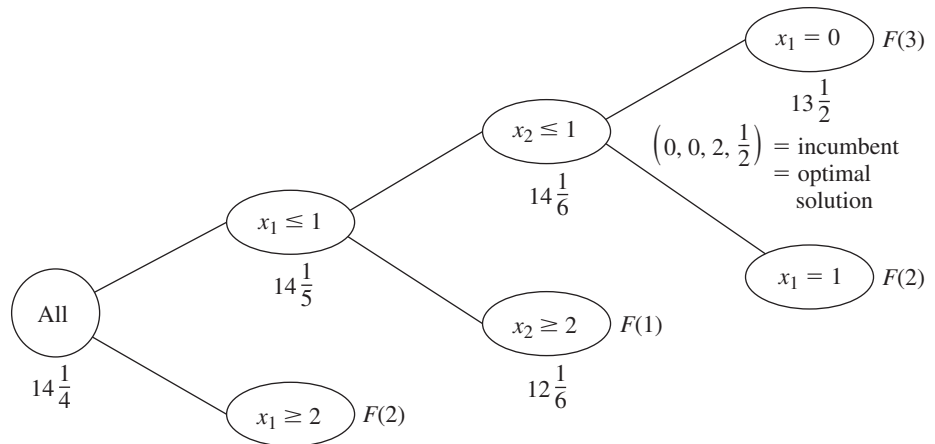 x₁ = 0 F(3)
13 1/2
(0, 0, 2, 1/2) = incumbent
= optimal
solution
x₂ ≤ 1
14 1/6
x₁ ≤ 1
14 1/5
x₁ = 1 F(2)
All
14 1/4
x₂ ≥ 2 F(1)
12 1/6
x₁ ≥ 2 F(2)